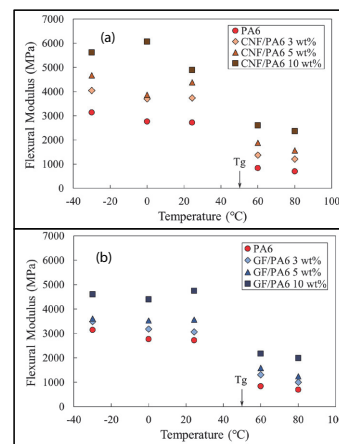 (a)
PA6
CNF/PA6 3 wt%
CNF/PA6 5 wt%
CNF/PA6 10 wt%
Flexural Modulus (MPa)
7000
6000
5000
4000
3000
2000
1000
0
Tg
-40 -20 0 20 40 60 80 100
Temperature (℃)
(b)
PA6
GF/PA6 3 wt%
GF/PA6 5 wt%
GF/PA6 10 wt%
Flexural Modulus (MPa)
7000
6000
5000
4000
3000
2000
1000
0
Tg
-40 -20 0 20 40 60 80 100
Temperature (℃)